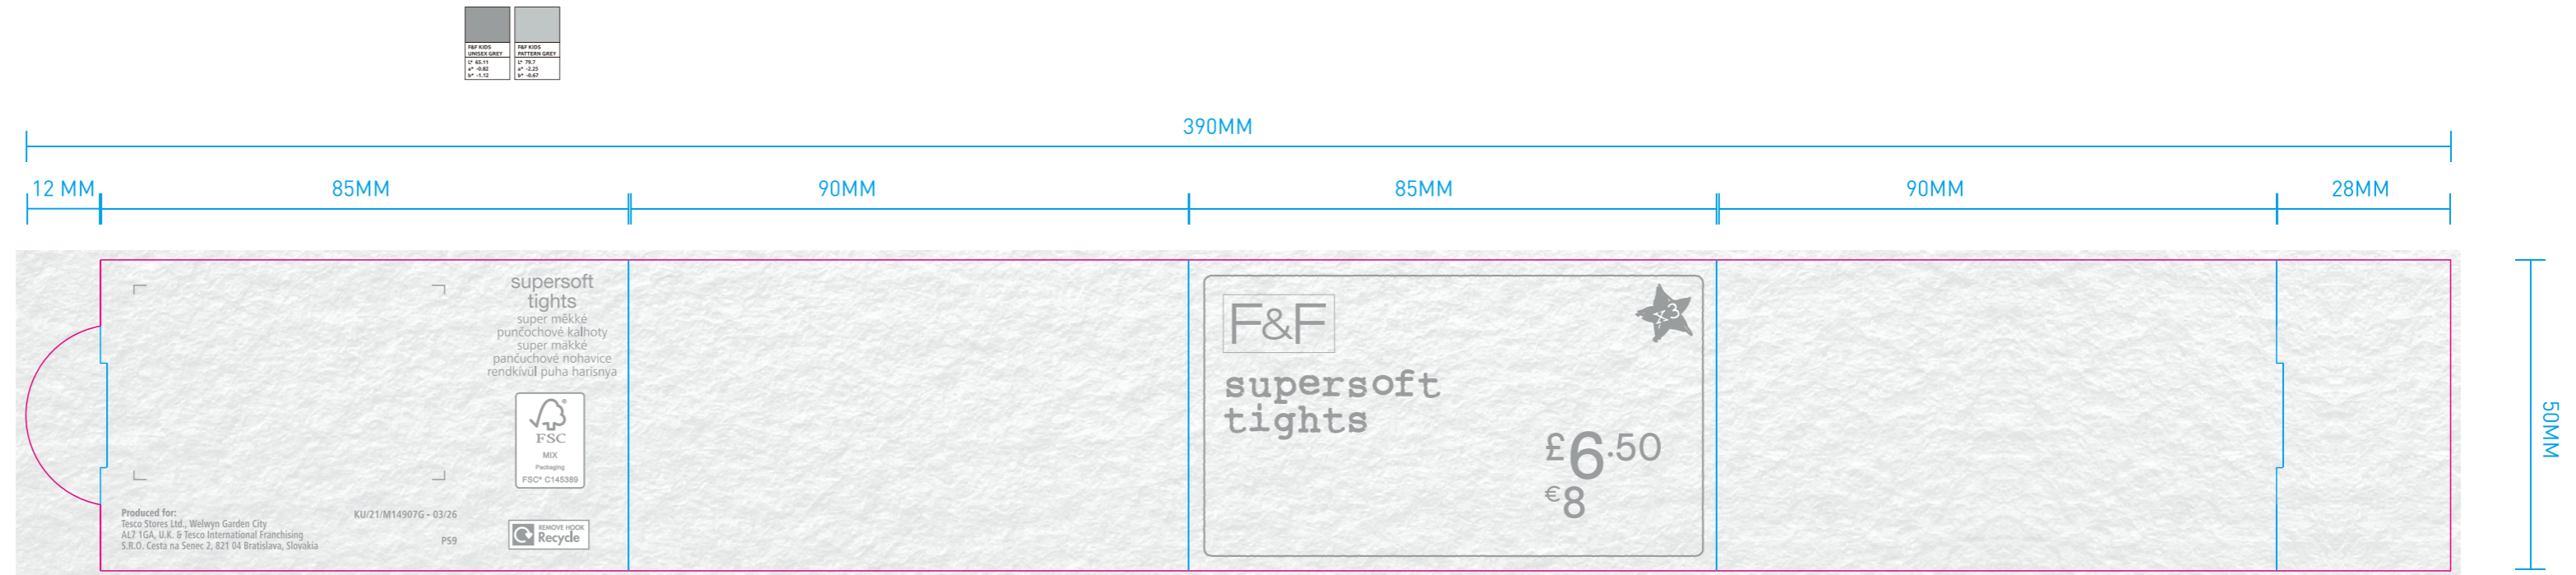 F&F KIDS
UNISEX GREY
L* 65.11
a* -0.82
b* -1.12
F&F KIDS
PATTERN GREY
L* 79.7
a* -2.25
b* -0.67
390MM
12 MM
85MM
90MM
85MM
90MM
28MM
50MM
supersoft
tights
super měkké
punčochové kalhoty
super mäkké
pančuchové nohavice
rendkívül puha harisnya
FSC
MIX
Packaging
FSC® C145389
Produced for:
Tesco Stores Ltd., Welwyn Garden City
AL7 1GA, U.K. & Tesco International Franchising
S.R.O. Cesta na Senec 2, 821 04 Bratislava, Slovakia
KU/21/M14907G - 03/26
PS9
REMOVE HOOK
Recycle
F&F
x3
supersoft
tights
£6.50
€8